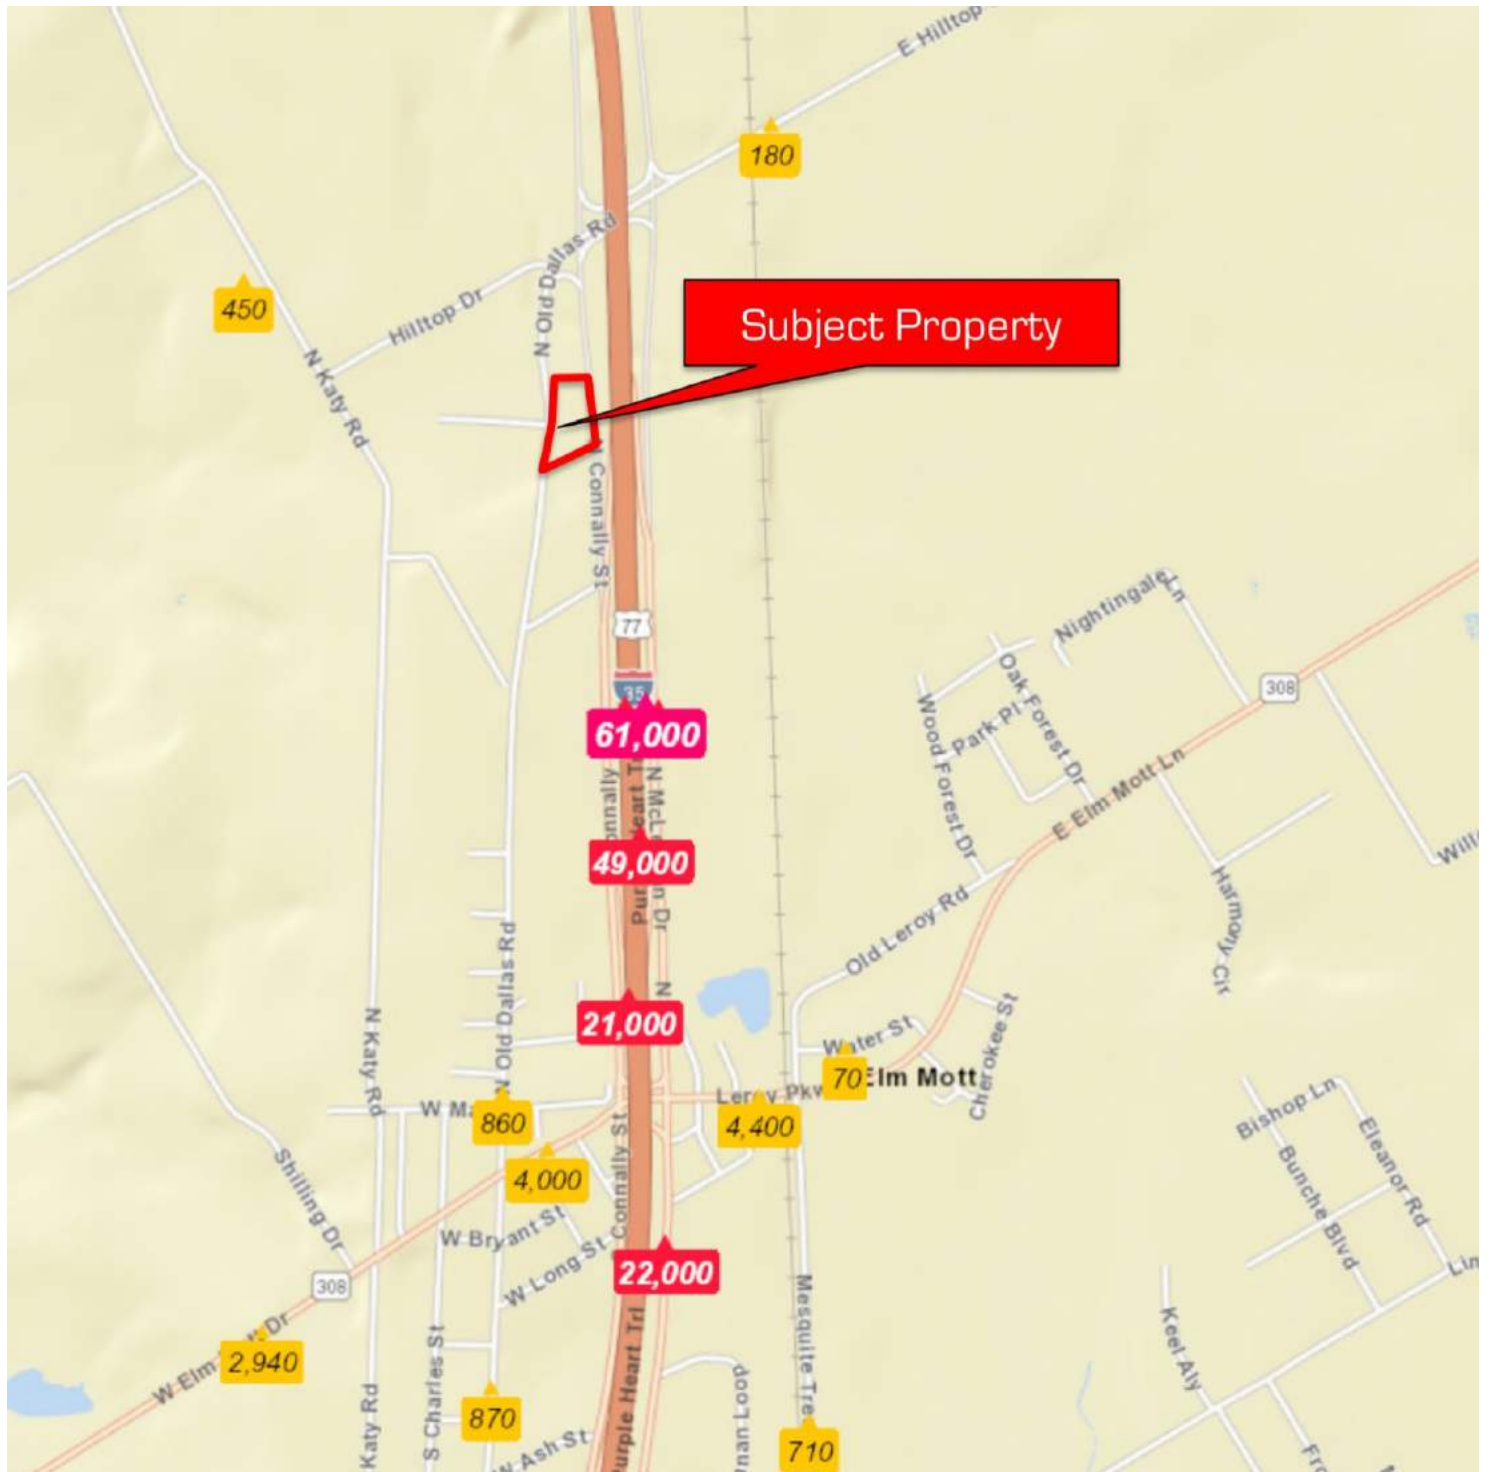 E Hilltop
180
N Old Dallas Rd
450
Hilltop Dr
Subject Property
N Katy Rd
N Connally St
77
Nightingale Ln
35
308
Oak Forest Dr
Park Pl
Wood Forest Dr
61,000
E Elm Mott Ln
49,000
Harmony Cir
Old Leroy Rd
N Old Dallas Rd
N
21,000
N Katy Rd
Water St
Cherokee St
70
Elm Mott
W Ma
860
4,400
Bishop Ln
Eleanor Rd
Bunche Blvd
Shilling Dr
4,000
Connally St
W Bryant St
W Long St
22,000
308
Mesquite Tre
Keel Aly
W Elm
Dr
2,940
Purple Heart Trl
S Charles St
Katy Rd
870
W Ash St
710